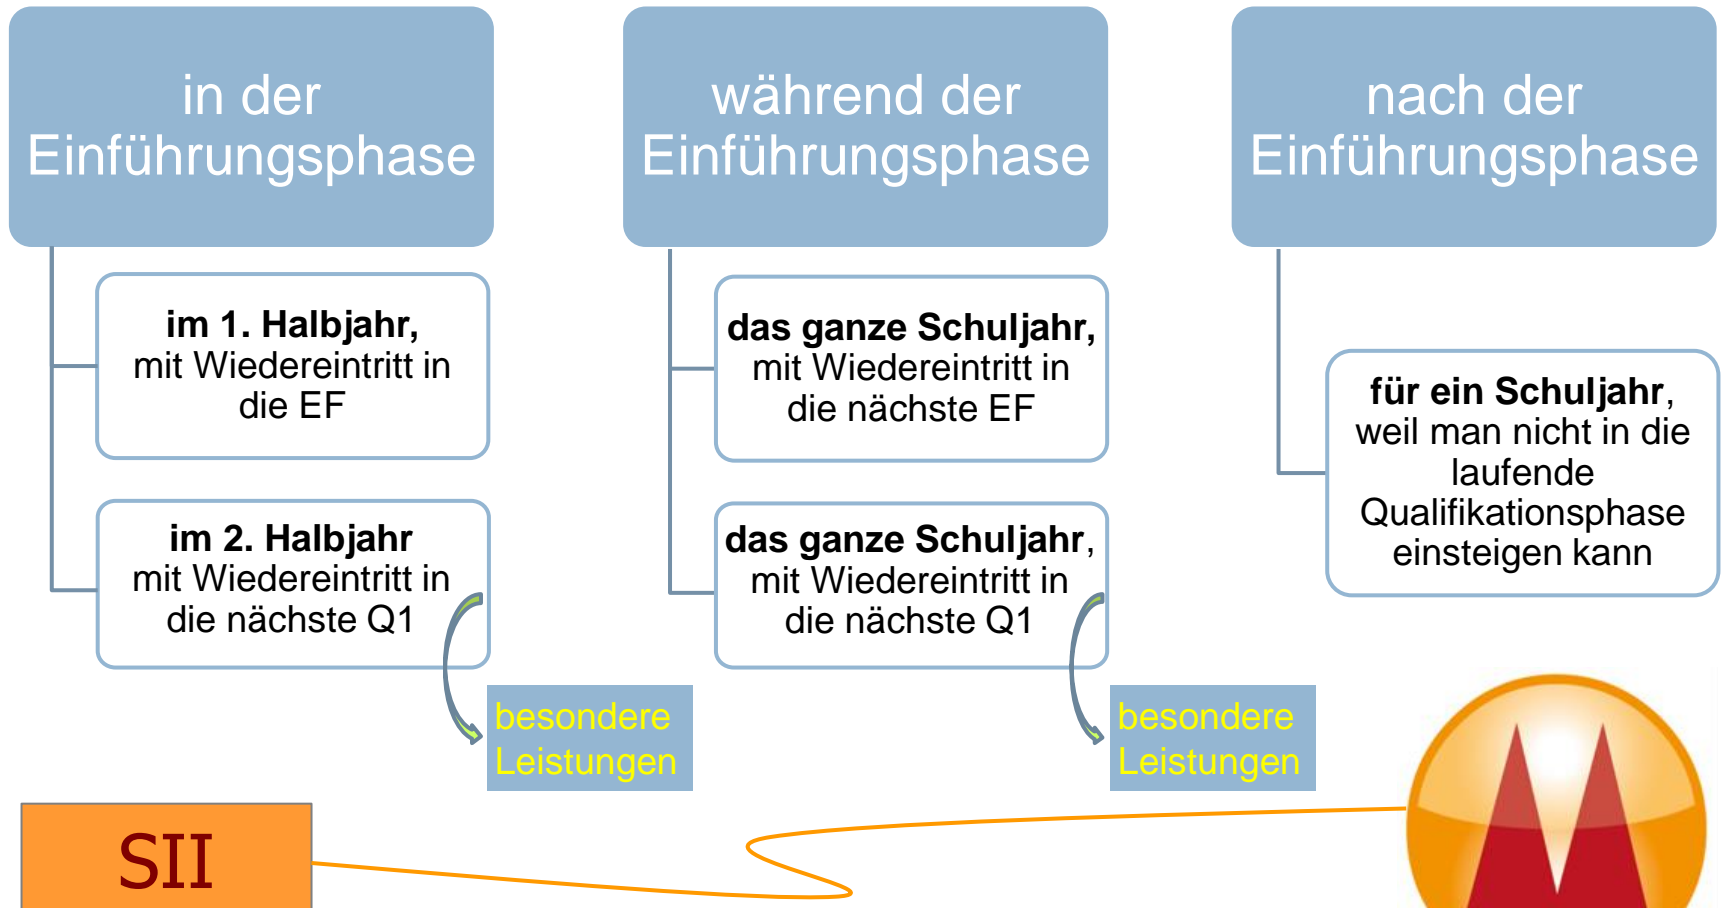 in der
Einführungsphase
im 1. Halbjahr,
mit Wiedereintritt in
die EF
im 2. Halbjahr
mit Wiedereintritt in
die nächste Q1
besondere
Leistungen
während der
Einführungsphase
das ganze Schuljahr,
mit Wiedereintritt in
die nächste EF
das ganze Schuljahr,
mit Wiedereintritt in
die nächste Q1
besondere
Leistungen
nach der
Einführungsphase
für ein Schuljahr,
weil man nicht in die
laufende
Qualifikationsphase
einsteigen kann
SII